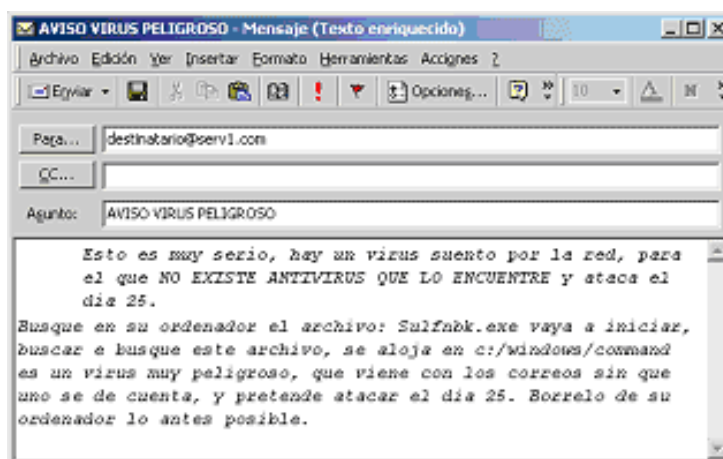 AVISO VIRUS PELIGROSO - Mensaje (Texto enriquecido)
Archivo Edición Ver Insertar Formato Herramientas Acciones ?
Enviar Opciones... 10 N
Para... destinatario@serv1.com
CC...
Asunto: AVISO VIRUS PELIGROSO
Esto es muy serio, hay un virus suento por la red, para
el que NO EXISTE ANTIVIRUS QUE LO ENCUENTRE y ataca el
dia 25.
Busque en su ordenador el archivo: Sulfnbk.exe vaya a iniciar,
buscar e busque este archivo, se aloja en c:/windows/command
es un virus muy peligroso, que viene con los correos sin que
uno se de cuenta, y pretende atacar el dia 25. Borrelo de su
ordenador lo antes posible.